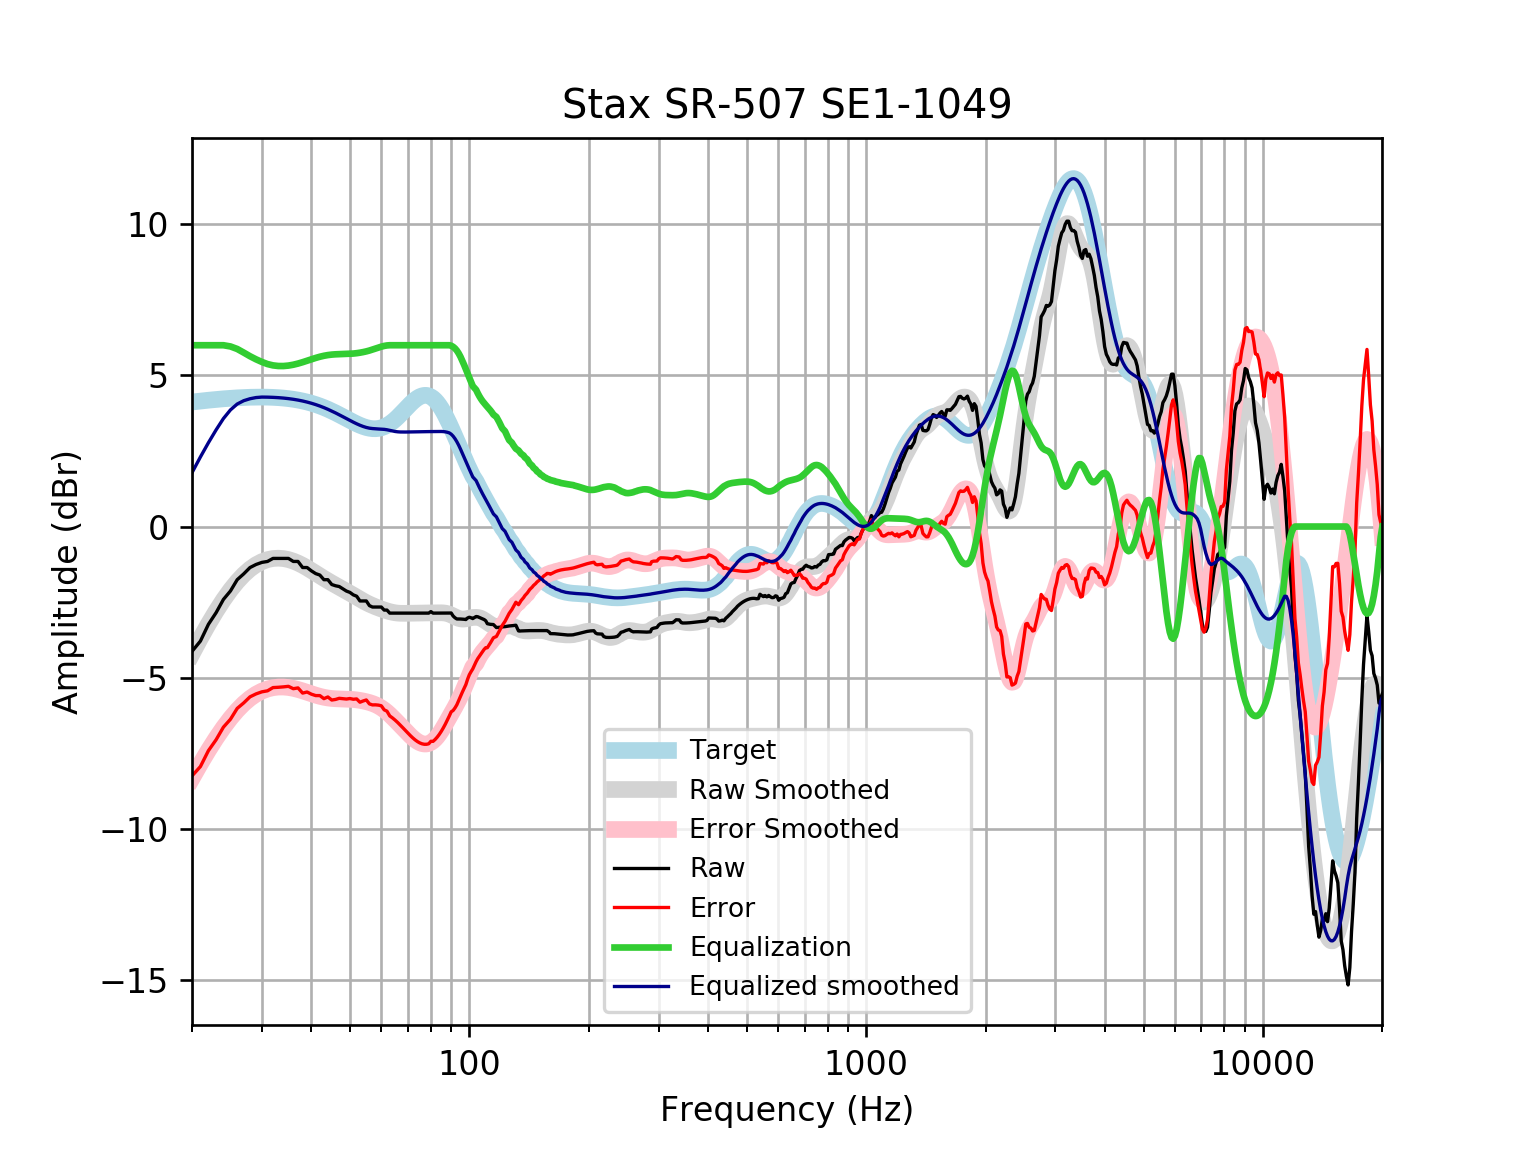 Stax SR-507 SE1-1049
10
5
0
−5
−10
−15
Amplitude (dBr)
Target
Raw Smoothed
Error Smoothed
Raw
Error
Equalization
Equalized smoothed
100 1000 10000
Frequency (Hz)